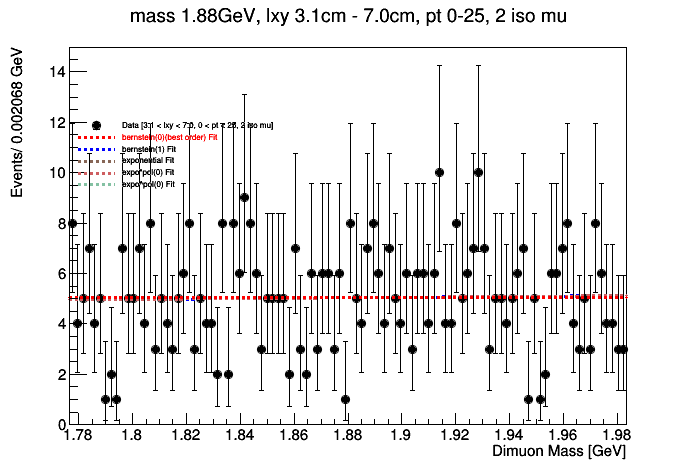 mass 1.88GeV, lxy 3.1cm - 7.0cm, pt 0-25, 2 iso mu
Events/ 0.002068 GeV
14
12
10
8
6
4
2
0
Data [3.1 < lxy < 7.0, 0 < pt < 25, 2 iso mu]
bernstein(0)(best order) Fit
bernstein(1) Fit
exponential Fit
expo*pol(0) Fit
expo*pol(0) Fit
1.78 1.8 1.82 1.84 1.86 1.88 1.9 1.92 1.94 1.96 1.98
Dimuon Mass [GeV]